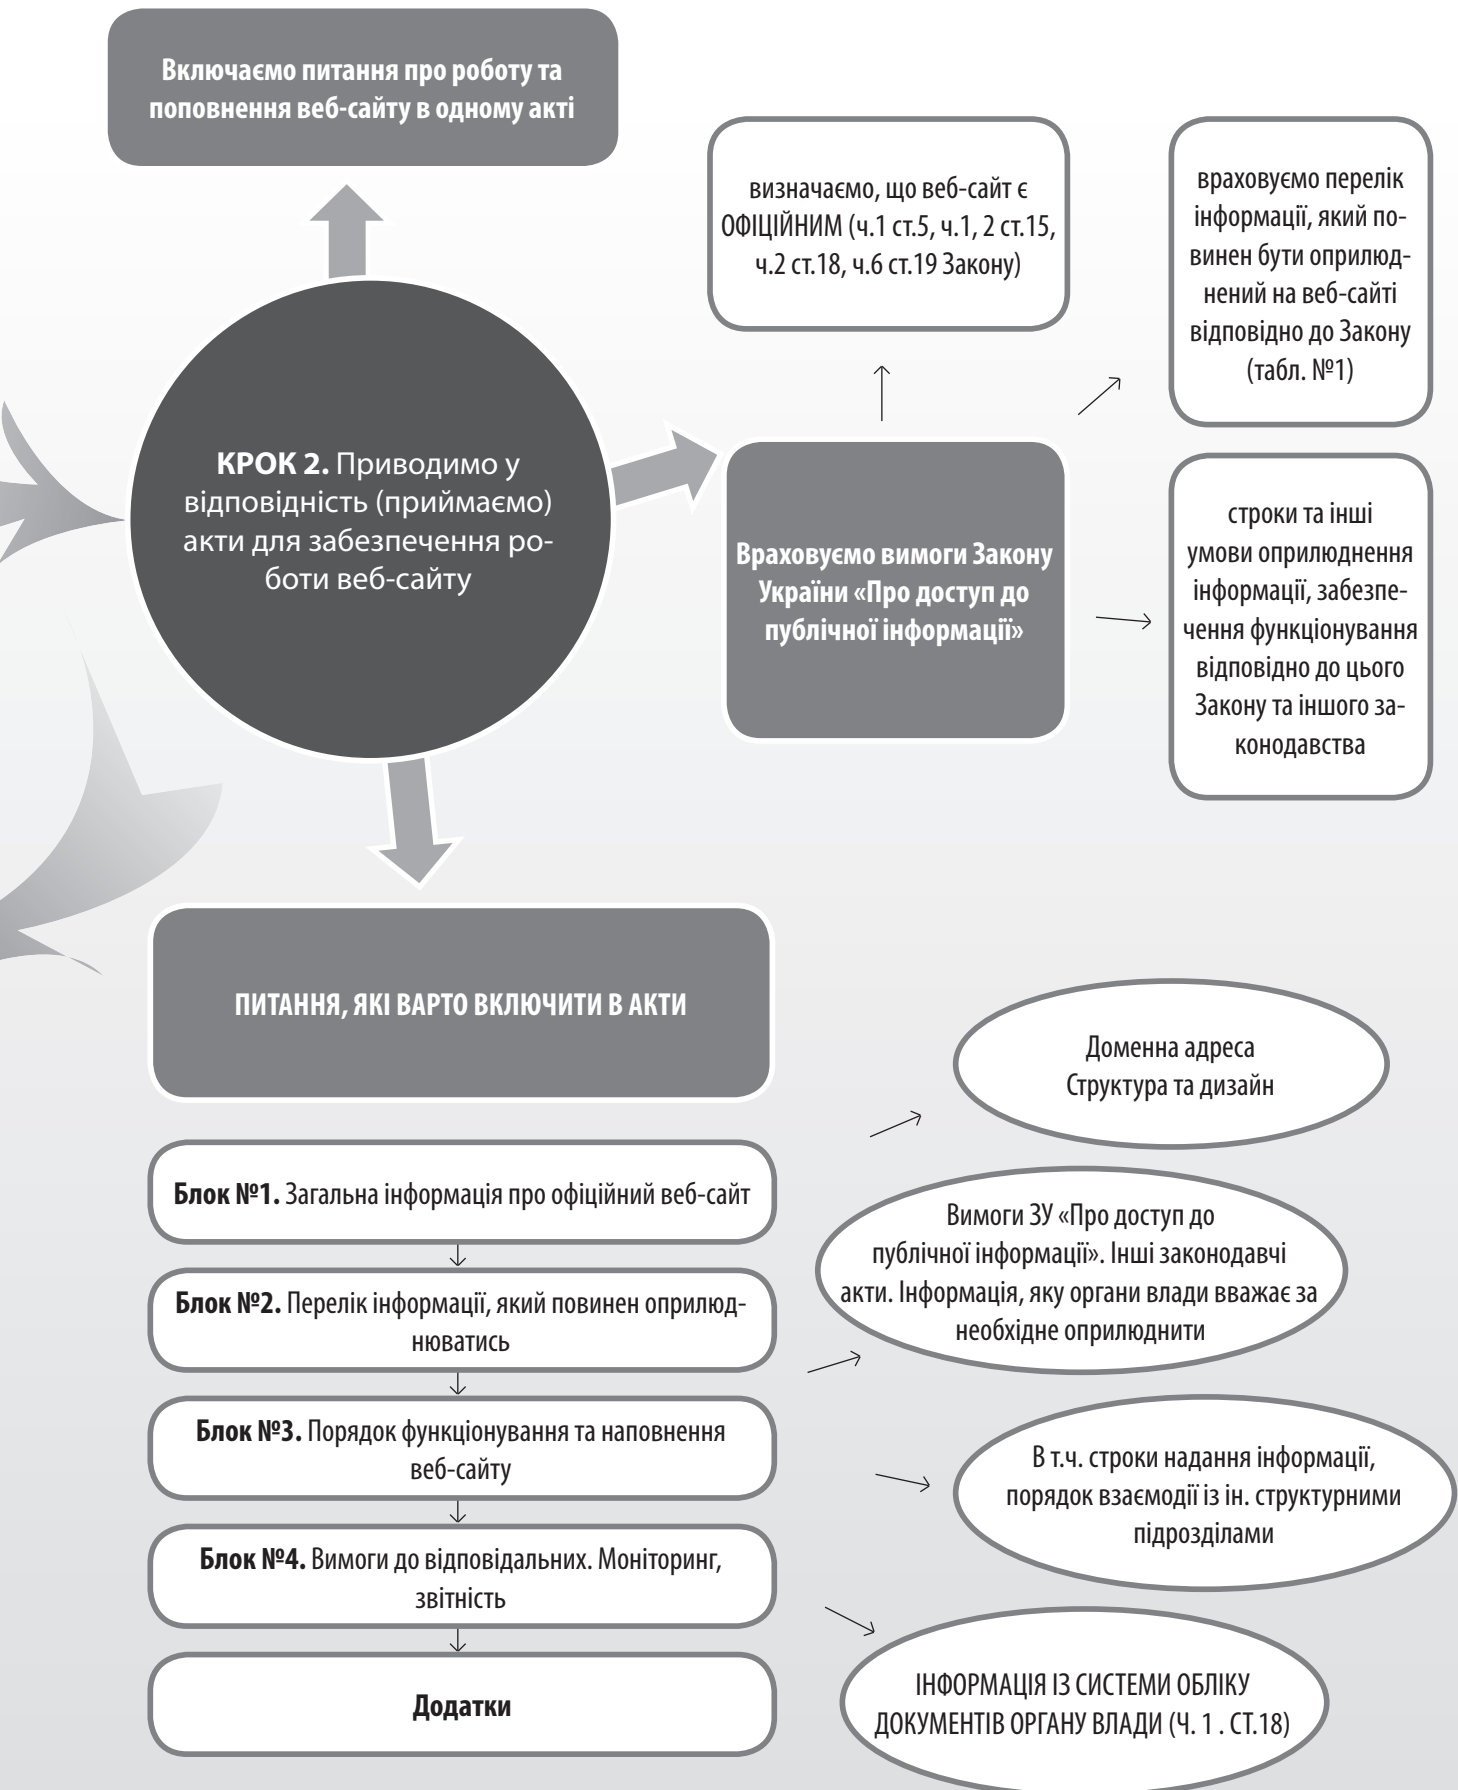 Включаємо питання про роботу та
поповнення веб-сайту в одному акті
визначаємо, що веб-сайт є
ОФІЦІЙНИМ (ч.1 ст.5, ч.1, 2 ст.15,
ч.2 ст.18, ч.6 ст.19 Закону)
враховуємо перелік
інформації, який по-
винен бути оприлюд-
нений на веб-сайті
відповідно до Закону
(табл. №1)
КРОК 2. Приводимо у
відповідність (приймаємо)
акти для забезпечення ро-
боти веб-сайту
Враховуємо вимоги Закону
України «Про доступ до
публічної інформації»
строки та інші
умови оприлюднення
інформації, забезпе-
чення функціонування
відповідно до цього
Закону та іншого за-
конодавства
ПИТАННЯ, ЯКІ ВАРТО ВКЛЮЧИТИ В АКТИ
Доменна адреса
Структура та дизайн
Блок №1. Загальна інформація про офіційний веб-сайт
Вимоги ЗУ «Про доступ до
публічної інформації». Інші законодавчі
акти. Інформація, яку органи влади вважає за
необхідне оприлюднити
Блок №2. Перелік інформації, який повинен оприлюд-
нюватись
Блок №3. Порядок функціонування та наповнення
веб-сайту
В т.ч. строки надання інформації,
порядок взаємодії із ін. структурними
підрозділами
Блок №4. Вимоги до відповідальних. Моніторинг,
звітність
ІНФОРМАЦІЯ ІЗ СИСТЕМИ ОБЛІКУ
ДОКУМЕНТІВ ОРГАНУ ВЛАДИ (Ч. 1 . СТ.18)
Додатки